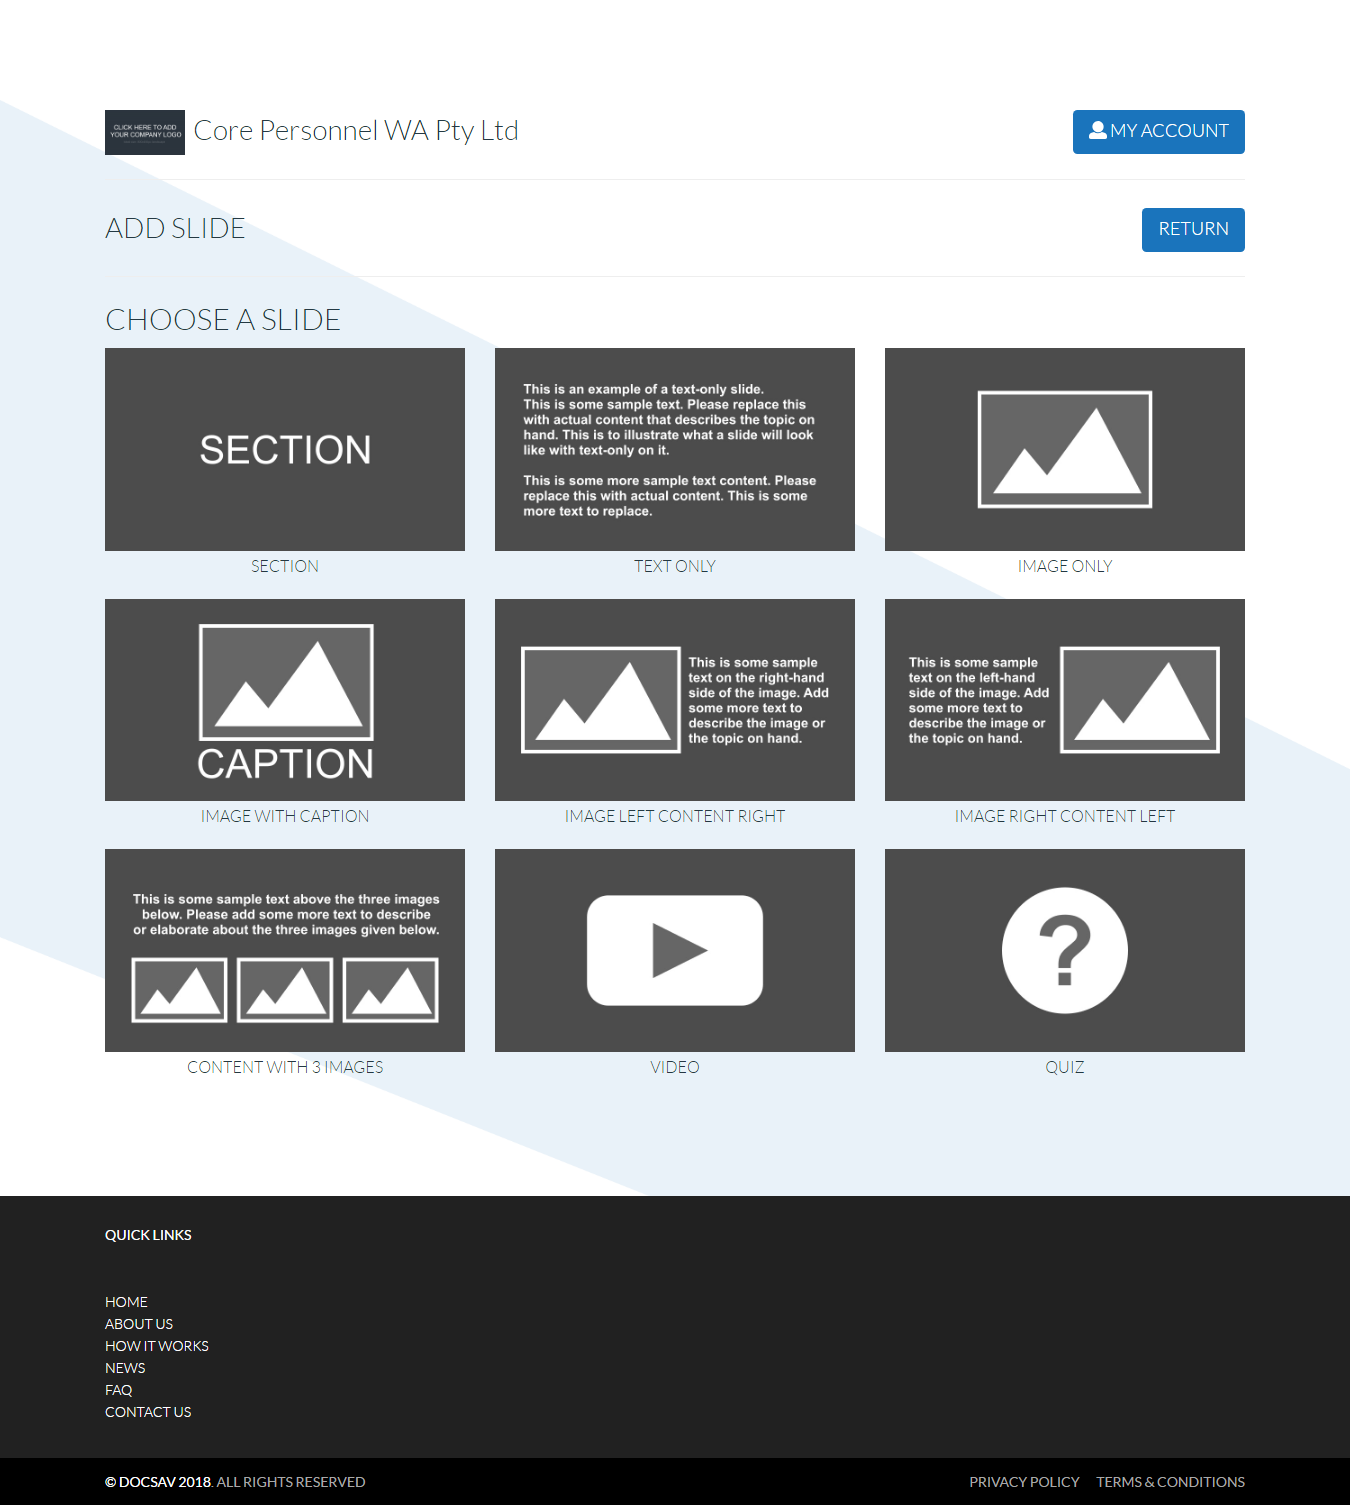 CLICK HERE TO ADD
YOUR COMPANY LOGO
Core Personnel WA Pty Ltd
MY ACCOUNT
ADD SLIDE
RETURN
CHOOSE A SLIDE
SECTION
This is an example of a text-only slide.
This is some sample text. Please replace this
with actual content that describes the topic on
hand. This is to illustrate what a slide will look
like with text-only on it.
This is some more sample text content. Please
replace this with actual content. This is some
more text to replace.
SECTION
TEXT ONLY
IMAGE ONLY
CAPTION
This is some sample
text on the right-hand
side of the image. Add
some more text to
describe the image or
the topic on hand.
This is some sample
text on the left-hand
side of the image. Add
some more text to
describe the image or
the topic on hand.
IMAGE WITH CAPTION
IMAGE LEFT CONTENT RIGHT
IMAGE RIGHT CONTENT LEFT
This is some sample text above the three images
below. Please add some more text to describe
or elaborate about the three images given below.
?
CONTENT WITH 3 IMAGES
VIDEO
QUIZ
QUICK LINKS
HOME
ABOUT US
HOW IT WORKS
NEWS
FAQ
CONTACT US
© DOCSAV 2018. ALL RIGHTS RESERVED
PRIVACY POLICY
TERMS & CONDITIONS